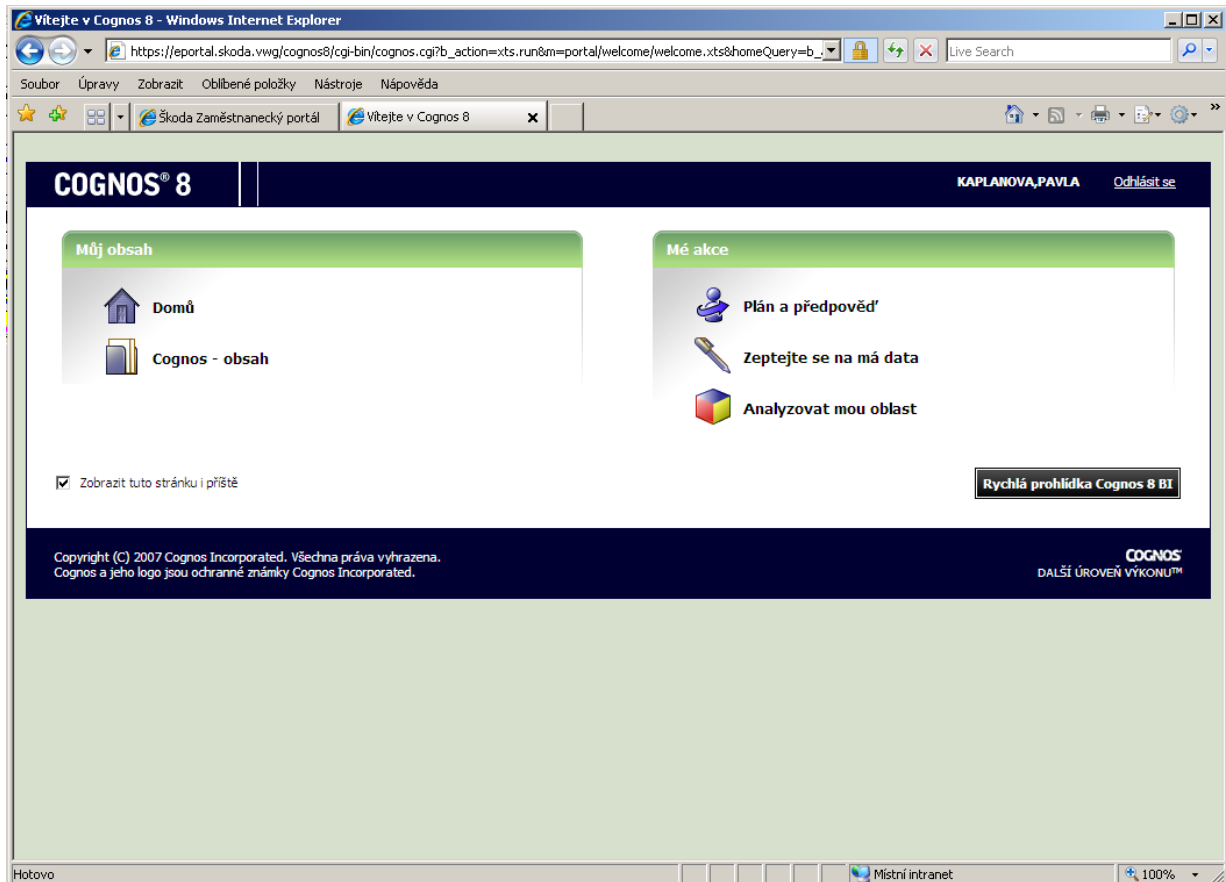 Vítejte v Cognos 8 - Windows Internet Explorer
https://eportal.skoda.vwg/cognos8/cgi-bin/cognos.cgi?b_action=xts.run&m=portal/welcome/welcome.xts&homeQuery=b_
Live Search
Soubor Úpravy Zobrazit Oblíbené položky Nástroje Nápověda
Škoda Zaměstnanecký portál
Vítejte v Cognos 8
COGNOS® 8
KAPLANOVA,PAVLA
Odhlásit se
Můj obsah
Domů
Cognos - obsah
Mé akce
Plán a předpověď
Zeptejte se na má data
Analyzovat mou oblast
Zobrazit tuto stránku i příště
Rychlá prohlídka Cognos 8 BI
Copyright (C) 2007 Cognos Incorporated. Všechna práva vyhrazena.
Cognos a jeho logo jsou ochranné známky Cognos Incorporated.
COGNOS
DALŠÍ ÚROVEŇ VÝKONU™
Hotovo
Místní intranet
100%